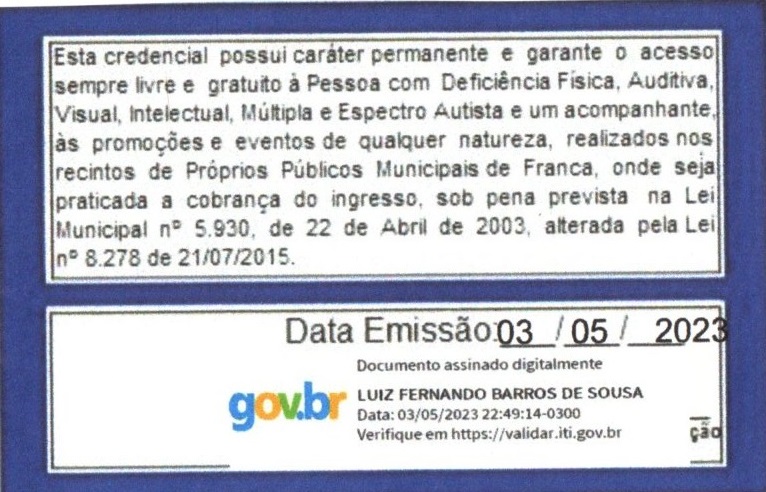 Esta credencial possui caráter permanente e garante o acesso
sempre livre e gratuito à Pessoa com Deficiência Física, Auditiva,
Visual, Intelectual, Múltipla e Espectro Autista e um acompanhante,
às promoções e eventos de qualquer natureza, realizados nos
recintos de Próprios Públicos Municipais de Franca, onde seja
praticada a cobrança do ingresso, sob pena prevista na Lei
Municipal nº 5.930, de 22 de Abril de 2003, alterada pela Lei
nº 8.278 de 21/07/2015.
Data Emissão:03 / 05 / 2023
Documento assinado digitalmente
gov.br
LUIZ FERNANDO BARROS DE SOUSA
Data: 03/05/2023 22:49:14-0300
Verifique em https://validar.iti.gov.br
ção